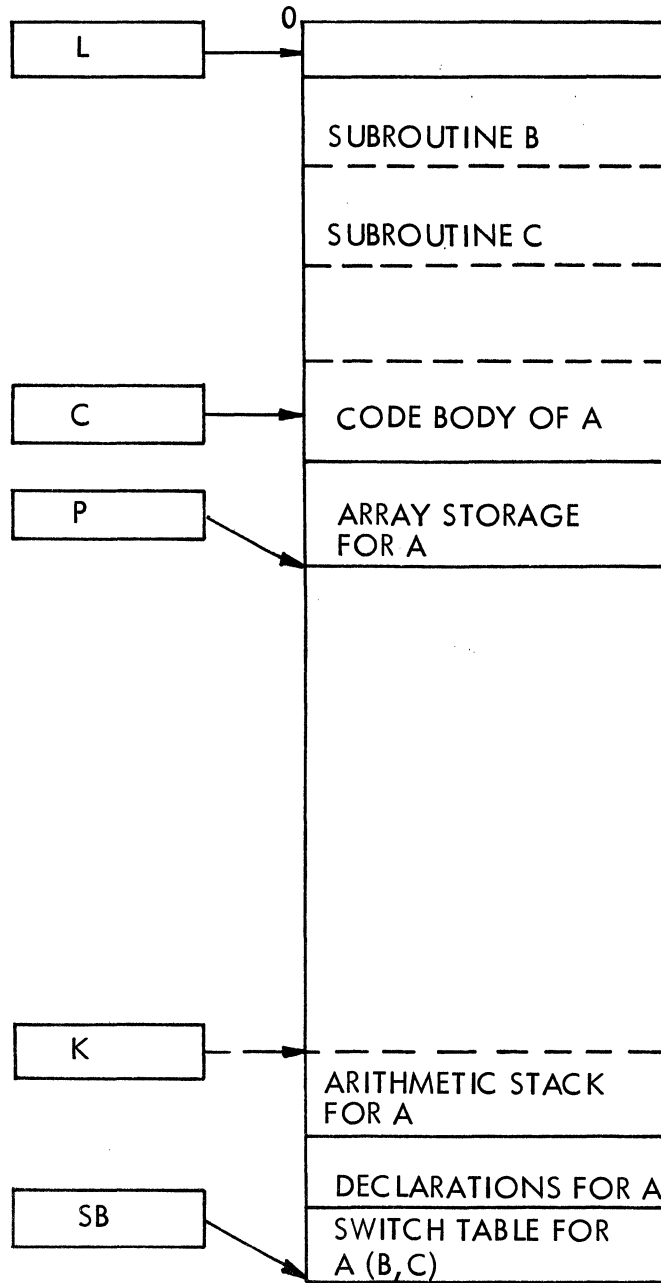 0
L
SUBROUTINE B
SUBROUTINE C
C
CODE BODY OF A
P
ARRAY STORAGE
FOR A
K
ARITHMETIC STACK
FOR A
DECLARATIONS FOR A
SB
SWITCH TABLE FOR
A (B,C)